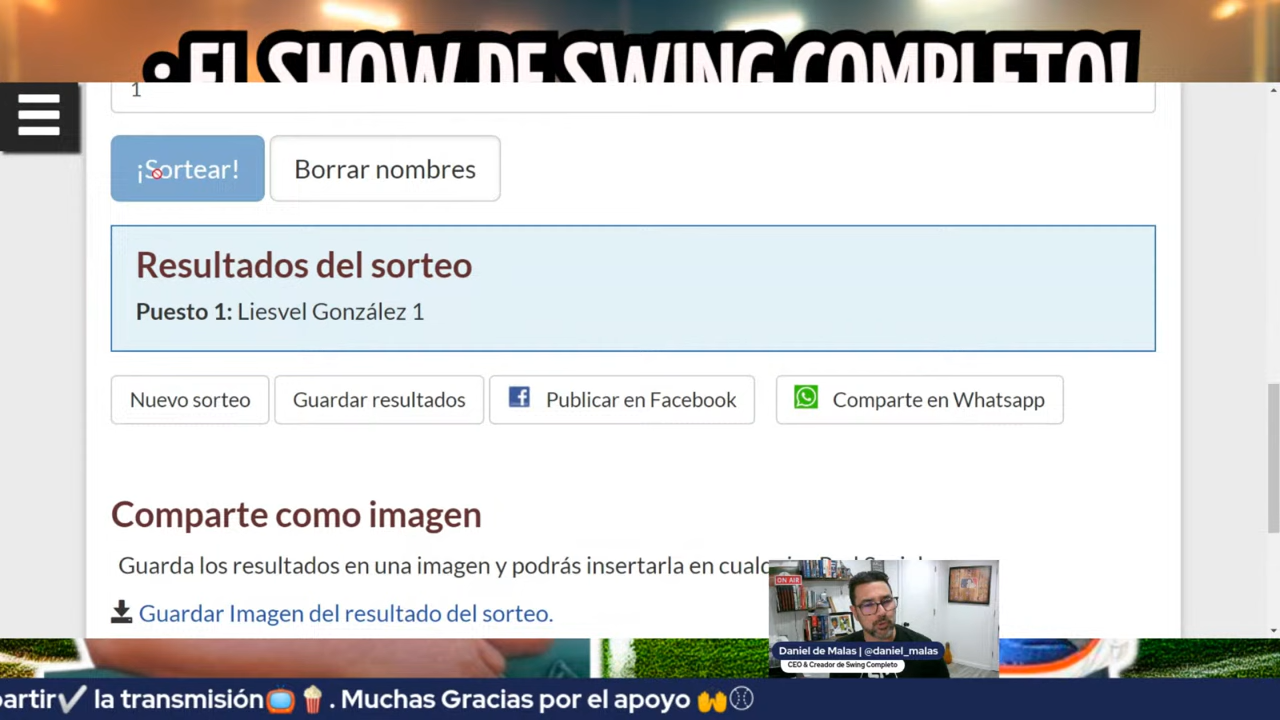 ¡EL SHOW DE SWING COMPLETO!
1
¡Sortear! Borrar nombres
Resultados del sorteo
Puesto 1: Liesvel González 1
Nuevo sorteo Guardar resultados Publicar en Facebook Comparte en Whatsapp
Comparte como imagen
Guarda los resultados en una imagen y podrás insertarla en
Guardar Imagen del resultado del sorteo.
ON AIR
Daniel de Malas | @daniel_malas
CEO & Creador de Swing Completo
partir✔ la transmisión📺🍿. Muchas Gracias por el apoyo 🙌⚾